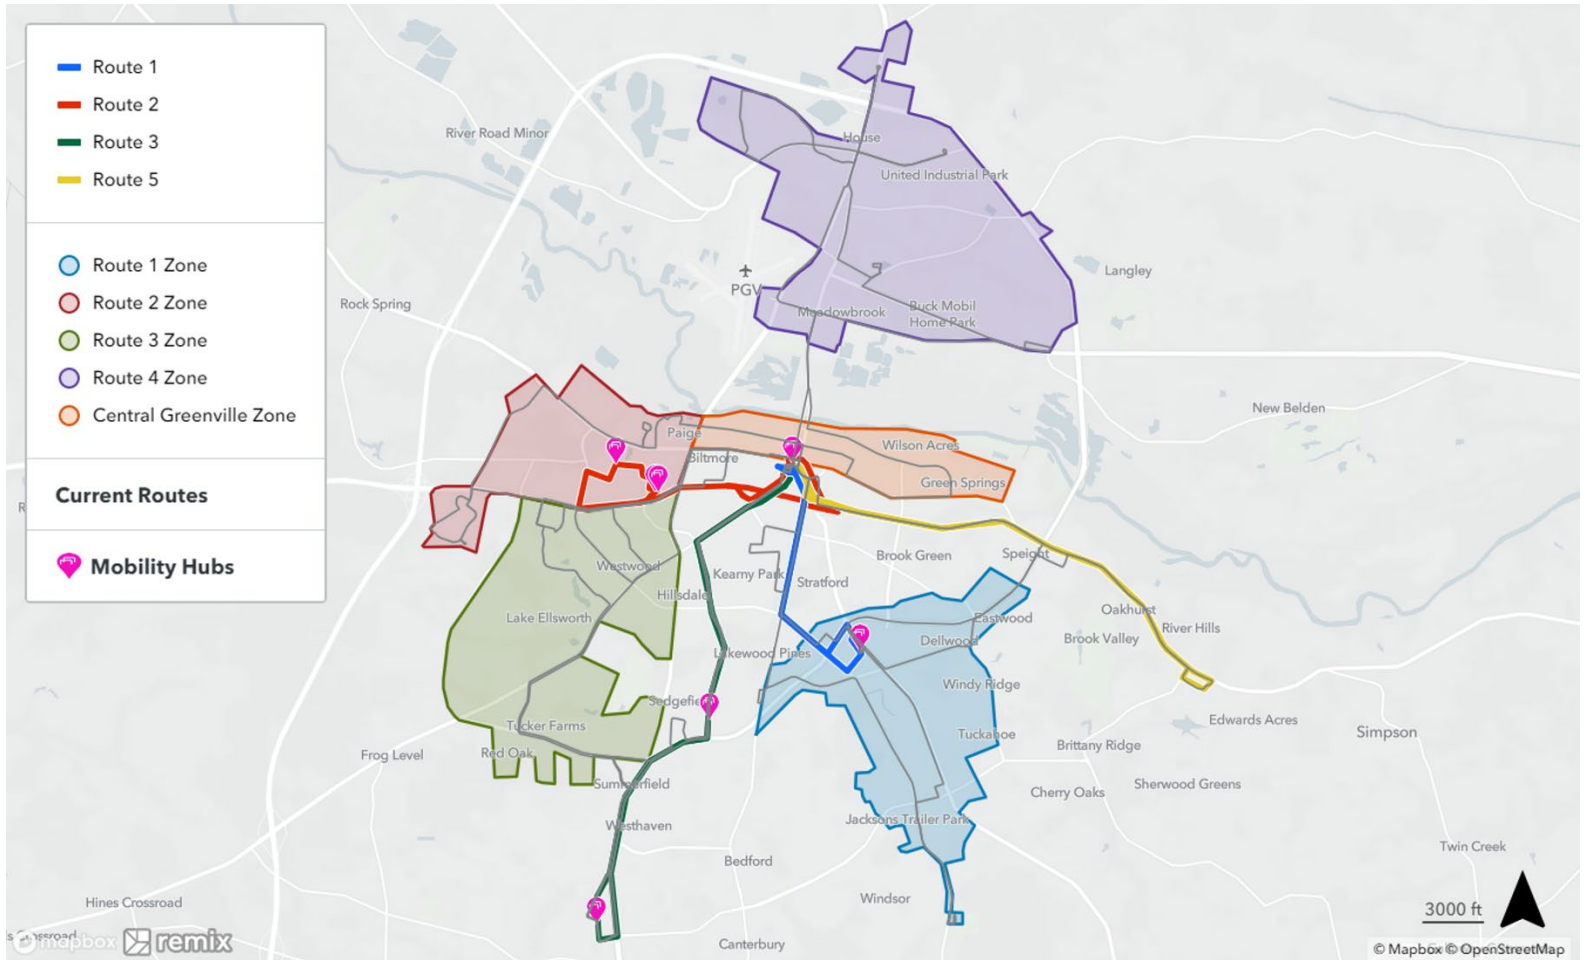 Route 1
Route 2
Route 3
Route 5
Route 1 Zone
Route 2 Zone
Route 3 Zone
Route 4 Zone
Central Greenville Zone
Current Routes
Mobility Hubs
River Road Minor
House
United Industrial Park
Langley
PGV
Rock Spring
Meadowbrook
Buck Mobil
Home Park
New Belden
Paige
Wilson Acres
Biltmore
Green Springs
Brook Green
Speight
Westwood
Kearny Park
Stratford
Hillsdale
Oakhurst
Lake Ellsworth
Eastwood
River Hills
Dellwood
Brook Valley
Lakewood Pines
Windy Ridge
Sedgefie
Tucker Farms
Edwards Acres
Tuckahoe
Simpson
Red Oak
Frog Level
Brittany Ridge
Summerfield
Sherwood Greens
Cherry Oaks
Jacksons Trailer Park
Westhaven
Twin Creek
Bedford
Windsor
Hines Crossroad
3000 ft
s Crossroad
mapbox remix
Canterbury
© Mapbox © OpenStreetMap